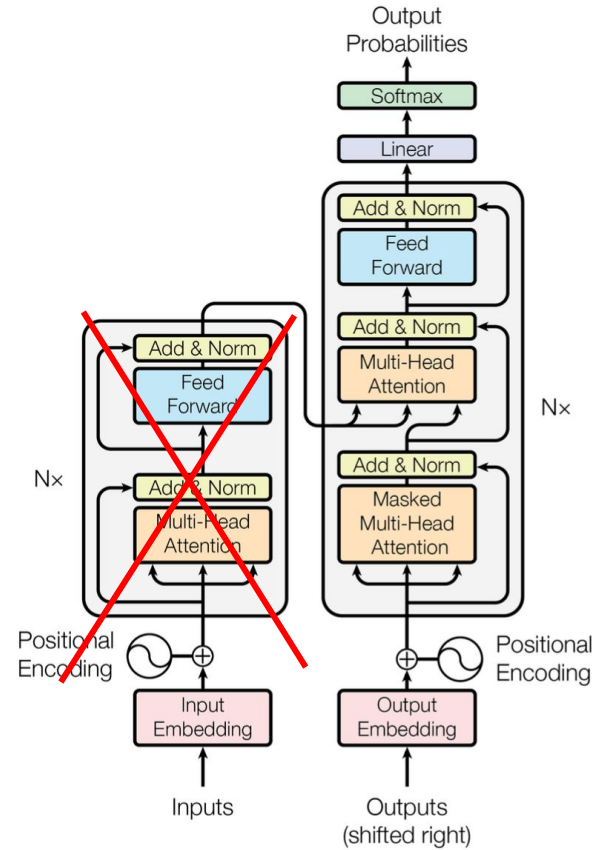 Output
Probabilities
Softmax
Linear
Add & Norm
Feed
Forward
Add & Norm
Multi-Head
Attention
Add & Norm
Masked
Multi-Head
Attention
Nx
Positional
Encoding
Output
Embedding
Outputs
(shifted right)
Add & Norm
Feed
Forward
Add & Norm
Multi-Head
Attention
Nx
Positional
Encoding
Input
Embedding
Inputs